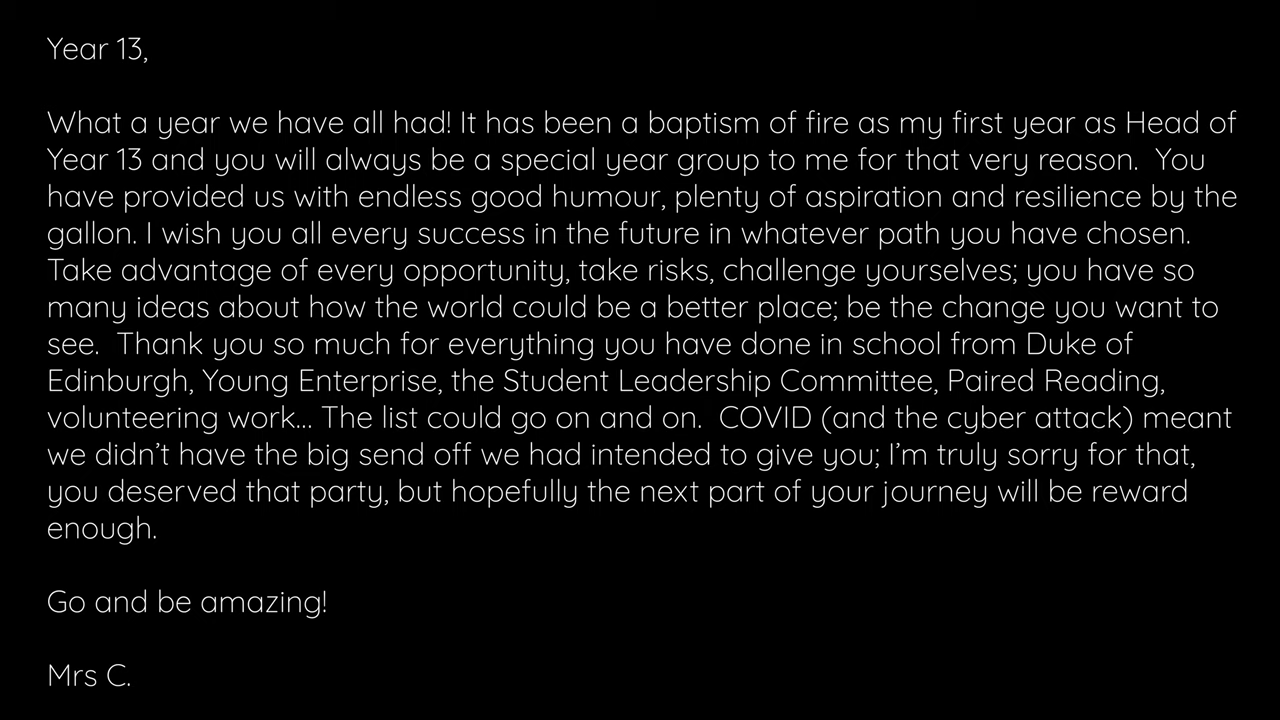 Year 13,
What a year we have all had! It has been a baptism of fire as my first year as Head of
Year 13 and you will always be a special year group to me for that very reason.  You
have provided us with endless good humour, plenty of aspiration and resilience by the
gallon. I wish you all every success in the future in whatever path you have chosen.
Take advantage of every opportunity, take risks, challenge yourselves; you have so
many ideas about how the world could be a better place; be the change you want to
see.  Thank you so much for everything you have done in school from Duke of
Edinburgh, Young Enterprise, the Student Leadership Committee, Paired Reading,
volunteering work... The list could go on and on.  COVID (and the cyber attack) meant
we didn't have the big send off we had intended to give you; I'm truly sorry for that,
you deserved that party, but hopefully the next part of your journey will be reward
enough.
Go and be amazing!
Mrs C.